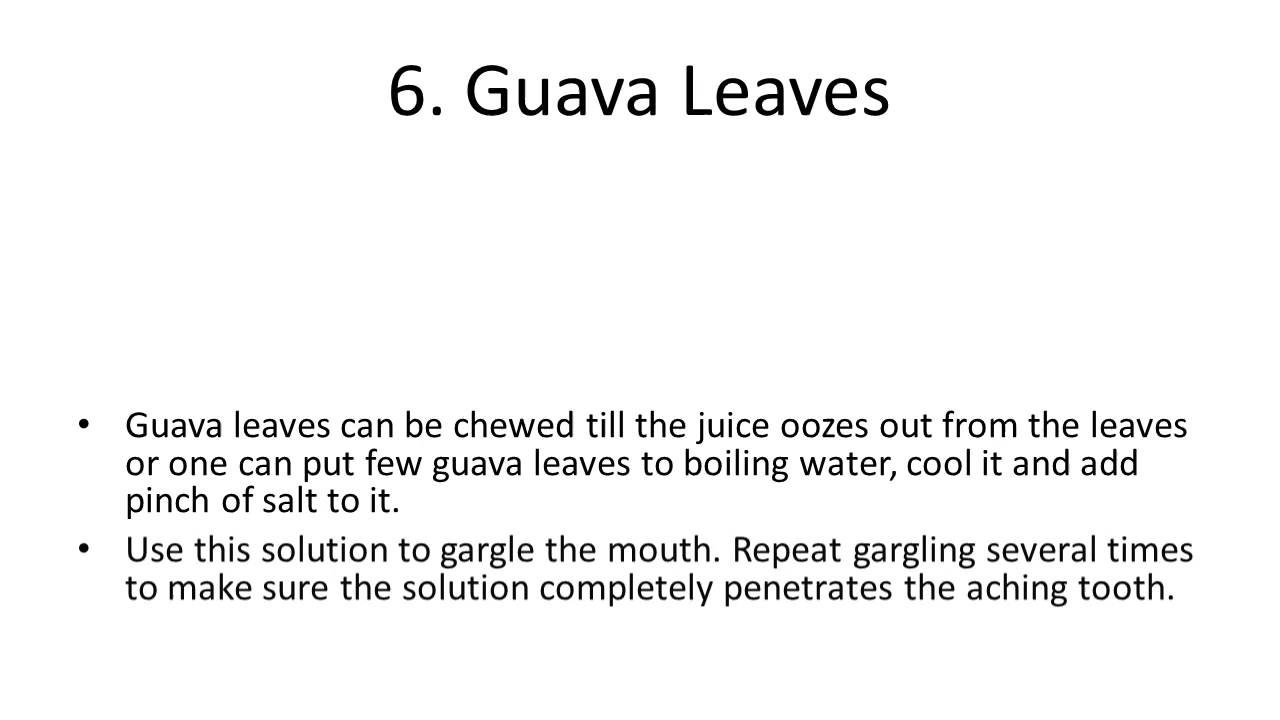 6. Guava Leaves
• Guava leaves can be chewed till the juice oozes out from the leaves
or one can put few guava leaves to boiling water, cool it and add
pinch of salt to it.
• Use this solution to gargle the mouth. Repeat gargling several times
to make sure the solution completely penetrates the aching tooth.